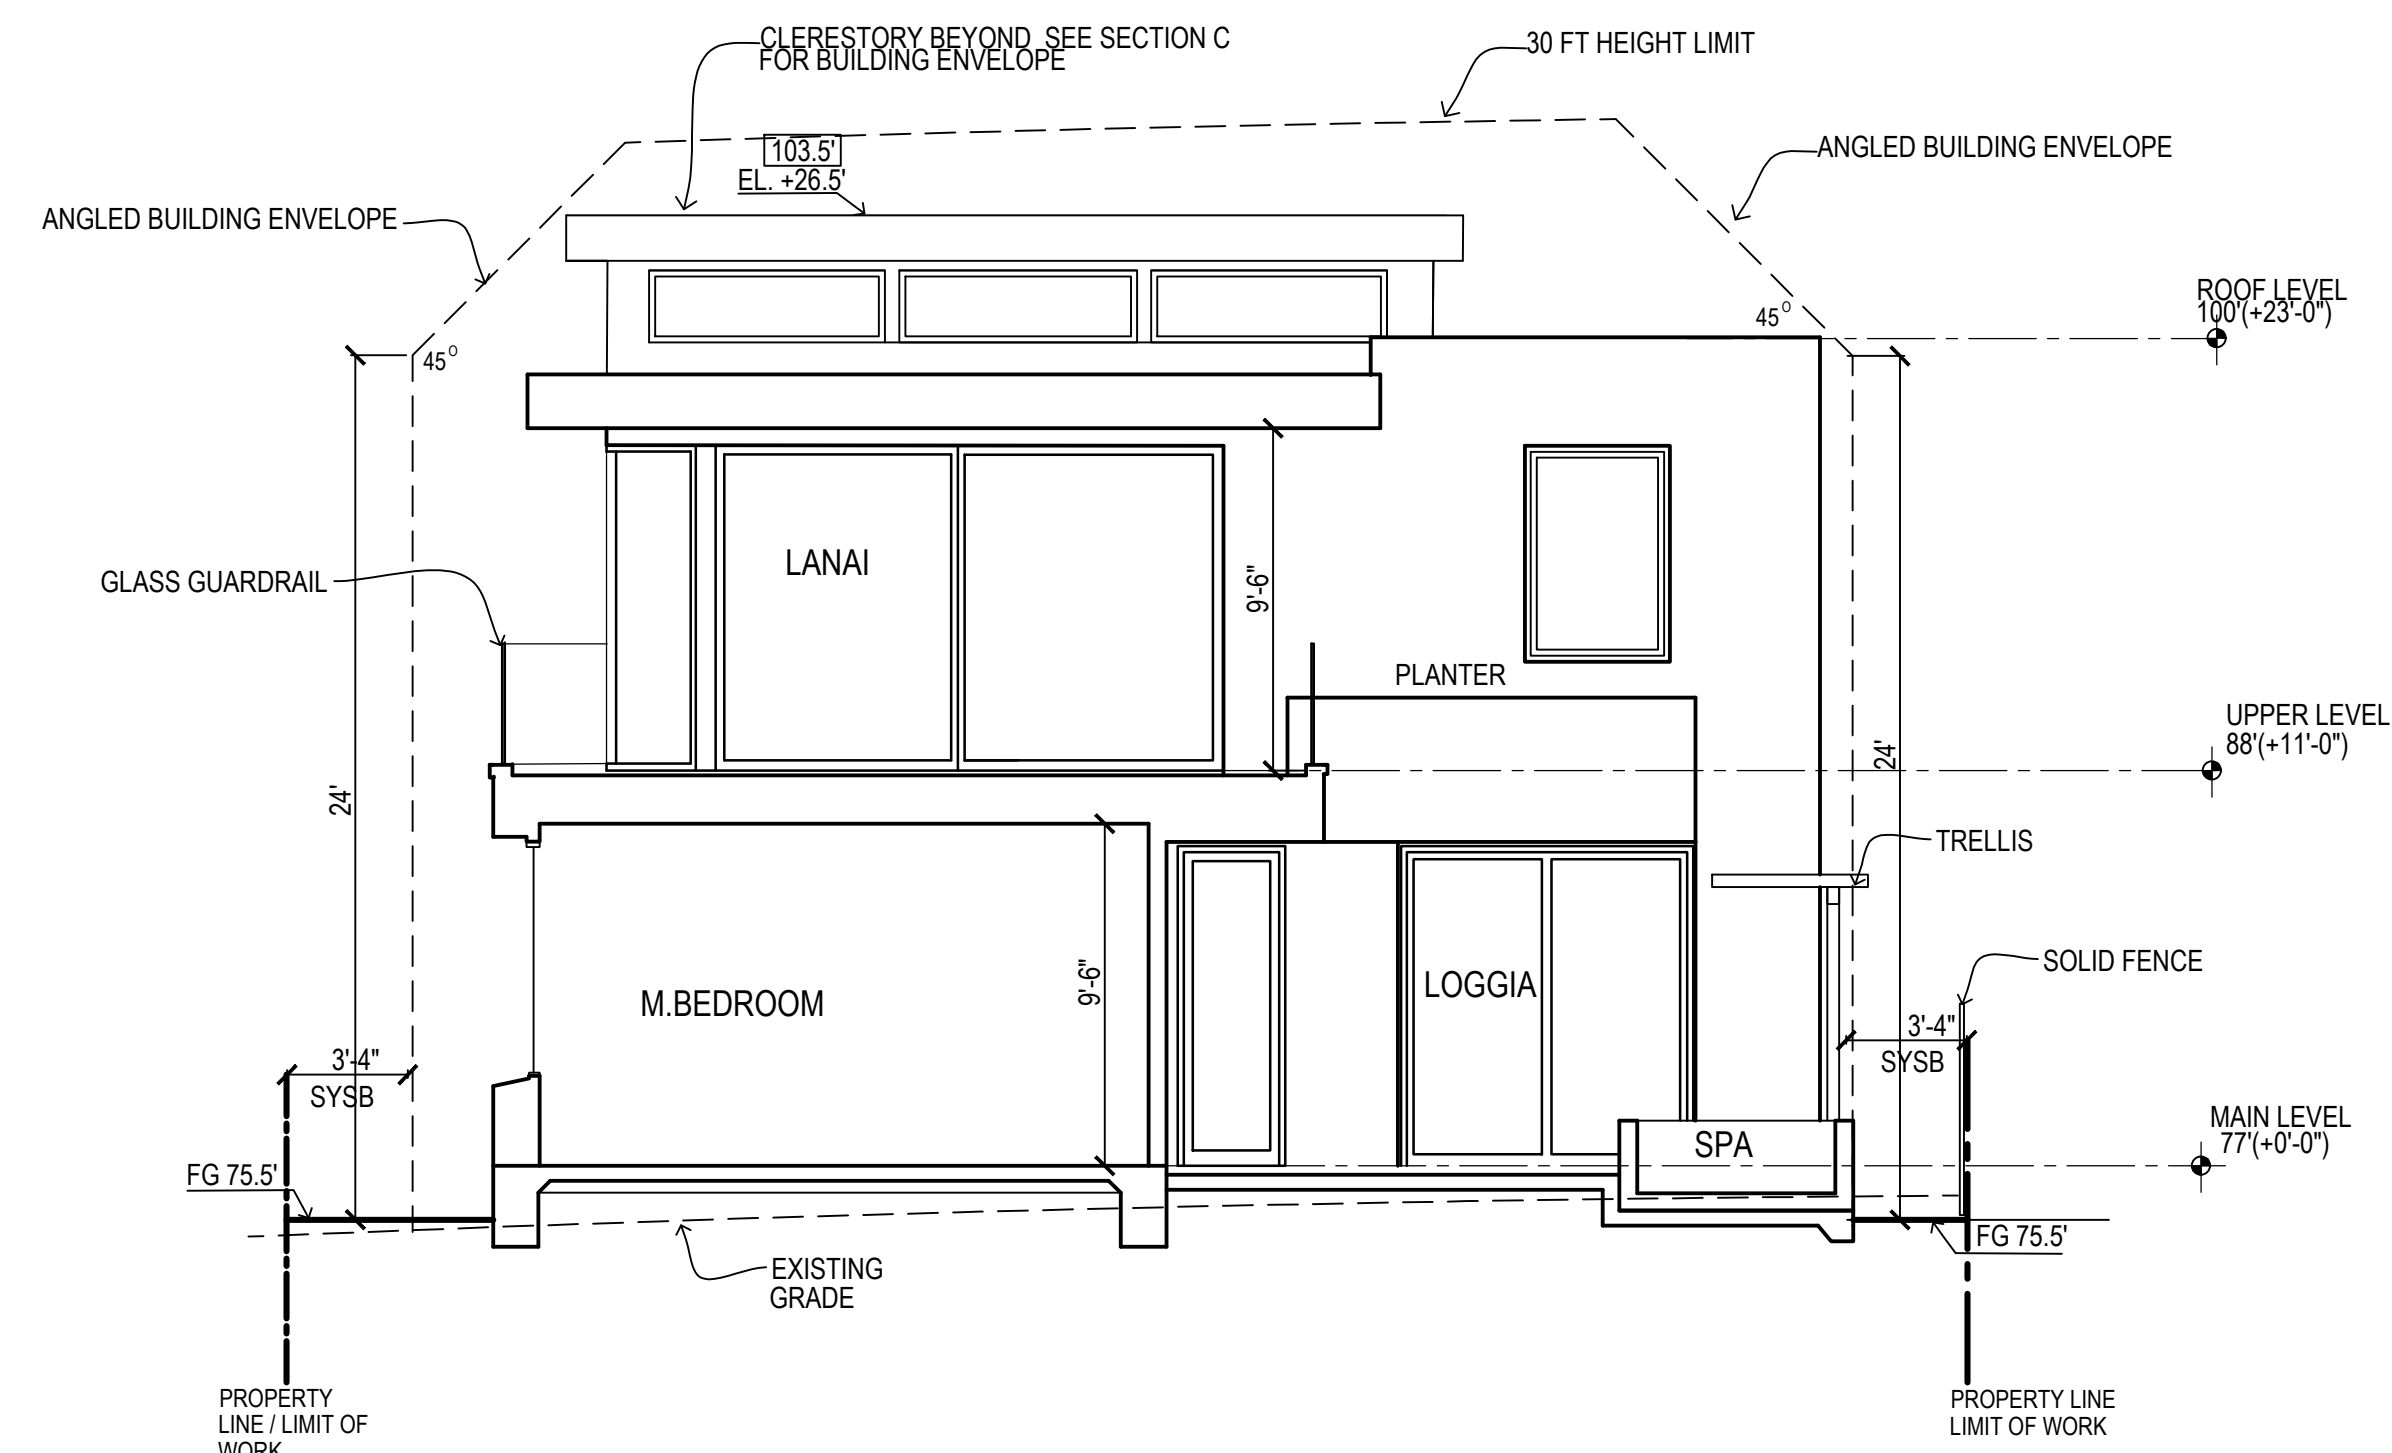 CLERESTORY BEYOND  SEE SECTION C
FOR BUILDING ENVELOPE
30 FT HEIGHT LIMIT
103.5'
EL. +26.5'
ANGLED BUILDING ENVELOPE
ANGLED BUILDING ENVELOPE
ROOF LEVEL
100'(+23'-0")
45°
45°
LANAI
GLASS GUARDRAIL
9'-6"
PLANTER
UPPER LEVEL
88'(+11'-0")
24'
24'
TRELLIS
SOLID FENCE
M.BEDROOM
9'-6"
LOGGIA
3'-4"
SYSB
3'-4"
SYSB
SPA
MAIN LEVEL
77'(+0'-0")
FG 75.5'
FG 75.5'
EXISTING
GRADE
PROPERTY
LINE / LIMIT OF
WORK
PROPERTY LINE
LIMIT OF WORK